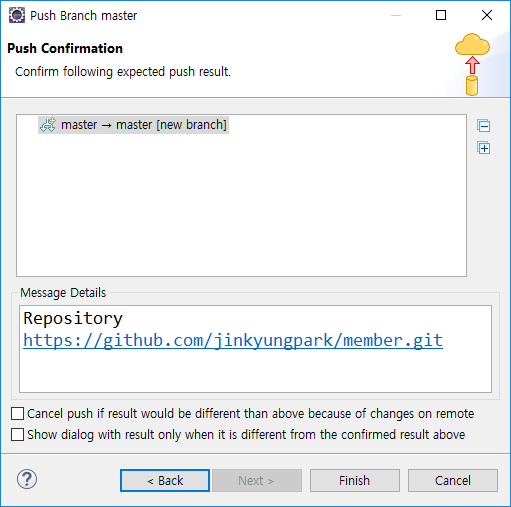 Push Branch master
Push Confirmation
Confirm following expected push result.
master → master [new branch]
Message Details
Repository
https://github.com/jinkyungpark/member.git
Cancel push if result would be different than above because of changes on remote
Show dialog with result only when it is different from the confirmed result above
< Back Next > Finish Cancel